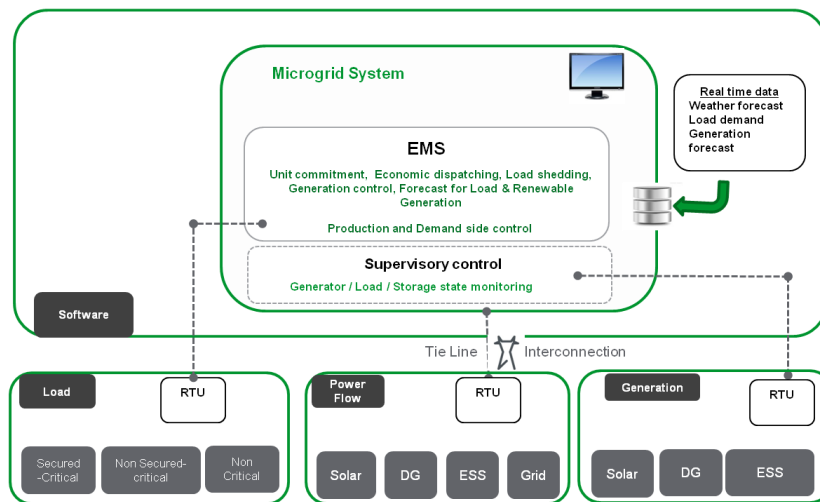 Microgrid System
Real time data
Weather forecast
Load demand
Generation
forecast
EMS
Unit commitment, Economic dispatching, Load shedding,
Generation control, Forecast for Load & Renewable
Generation
Production and Demand side control
Supervisory control
Generator / Load / Storage state monitoring
Software
Tie Line
Interconnection
Load
RTU
Secured
-Critical
Non Secured-
critical
Non
Critical
Power
Flow
RTU
Solar
DG
ESS
Grid
Generation
RTU
Solar
DG
ESS